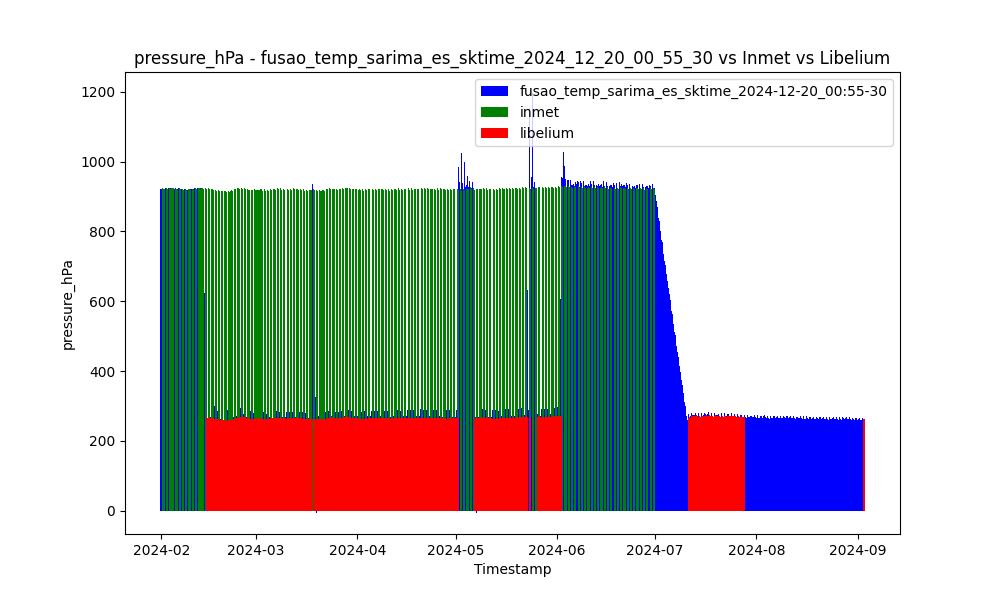 pressure_hPa - fusao_temp_sarima_es_sktime_2024_12_20_00_55_30 vs Inmet vs Libelium
fusao_temp_sarima_es_sktime_2024-12-20_00:55-30
inmet
libelium
pressure_hPa
1200
1000
800
600
400
200
0
2024-02 2024-03 2024-04 2024-05 2024-06 2024-07 2024-08 2024-09
Timestamp